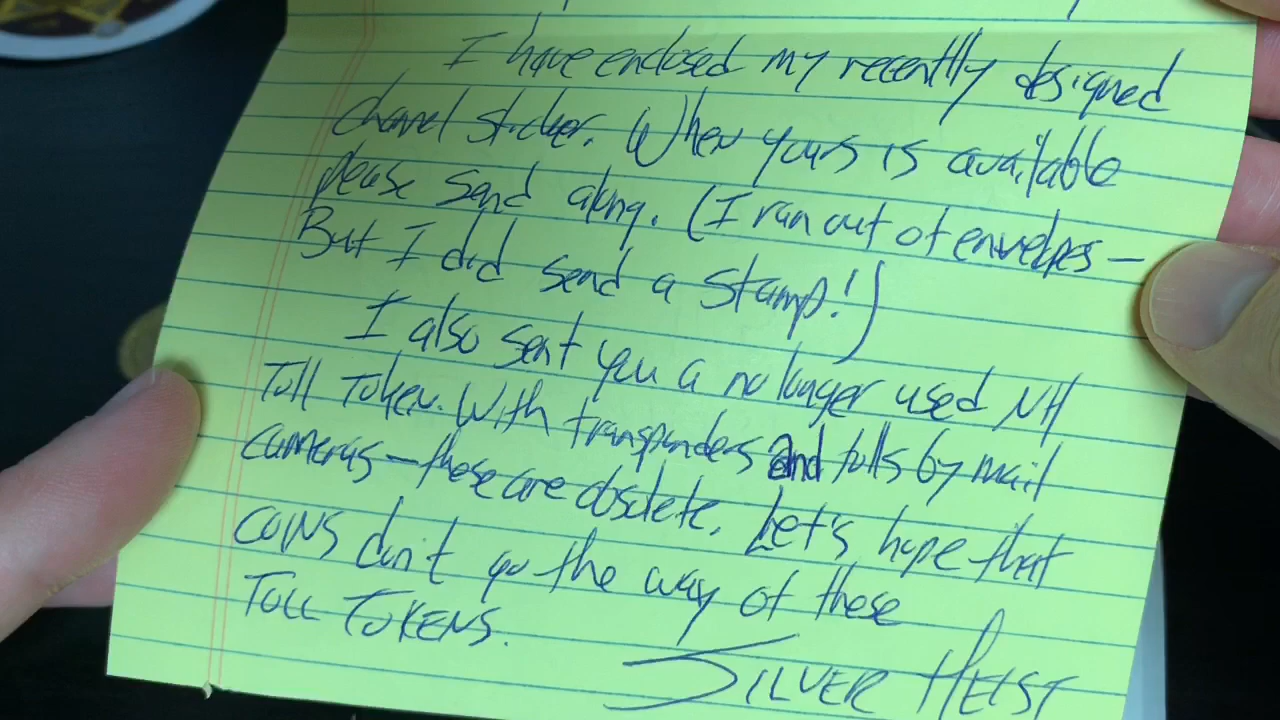 I have enclosed my recently designed
channel sticker. When yours is available
please send along. (I ran out of envelopes —
But I did send a stamp!)
I also sent you a no longer used NH
Toll Token. With transponders and tolls by mail
cameras — these are obsolete. Let's hope that
COINS don't go the way of these
TOLL TOKENS.
SILVER HEIST